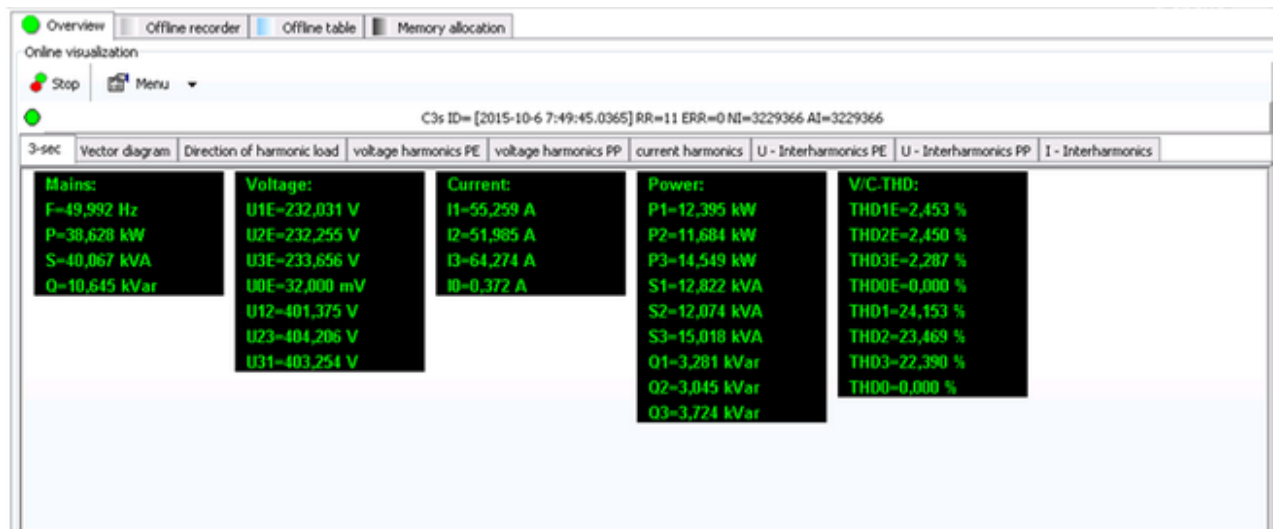 Overview Offline recorder Offline table Memory allocation
Online visualization
Stop Menu
C3s ID= [2015-10-6 7:49:45.0365] RR=11 ERR=0 NI=3229366 AI=3229366
3-sec Vector diagram Direction of harmonic load voltage harmonics PE voltage harmonics PP current harmonics U - Interharmonics PE U - Interharmonics PP I - Interharmonics
Mains:
F=49,992 Hz
P=38,628 kW
S=40,067 kVA
Q=10,645 kVar
Voltage:
U1E=232,031 V
U2E=232,255 V
U3E=233,656 V
U0E=32,000 mV
U12=401,375 V
U23=404,206 V
U31=403,254 V
Current:
I1=55,259 A
I2=51,985 A
I3=64,274 A
I0=0,372 A
Power:
P1=12,395 kW
P2=11,684 kW
P3=14,549 kW
S1=12,822 kVA
S2=12,074 kVA
S3=15,018 kVA
Q1=3,281 kVar
Q2=3,045 kVar
Q3=3,724 kVar
V/C-THD:
THD1E=2,453 %
THD2E=2,450 %
THD3E=2,287 %
THD0E=0,000 %
THD1=24,153 %
THD2=23,469 %
THD3=22,390 %
THD0=0,000 %